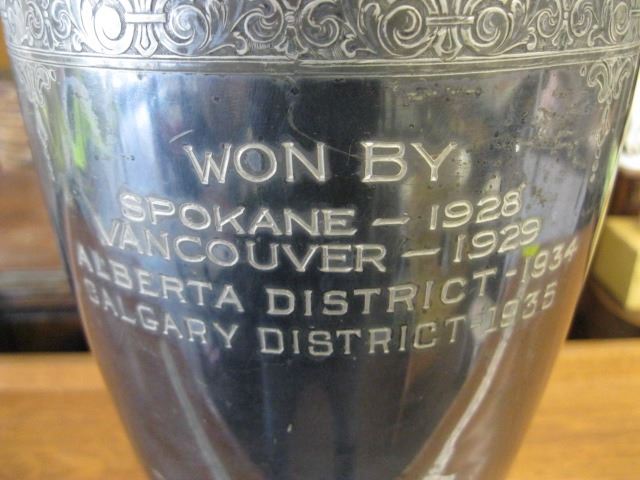 WON BY
SPOKANE - 1928
VANCOUVER - 1929
ALBERTA DISTRICT - 1934
CALGARY DISTRICT - 1935